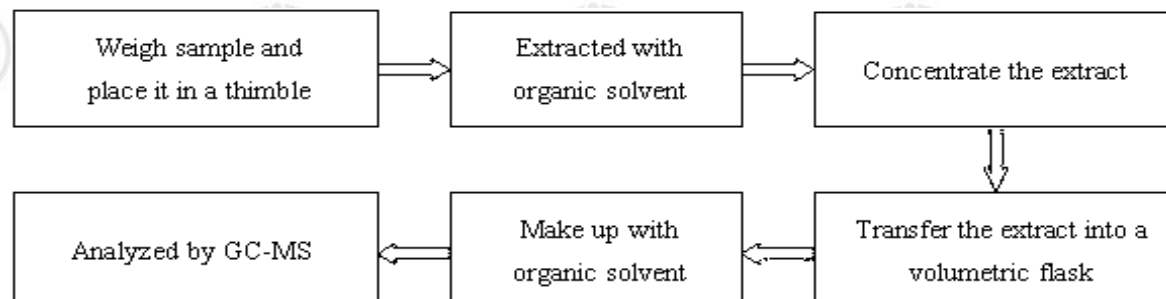 Weigh sample and
place it in a thimble
Extracted with
organic solvent
Concentrate the extract
Transfer the extract into a
volumetric flask
Make up with
organic solvent
Analyzed by GC-MS